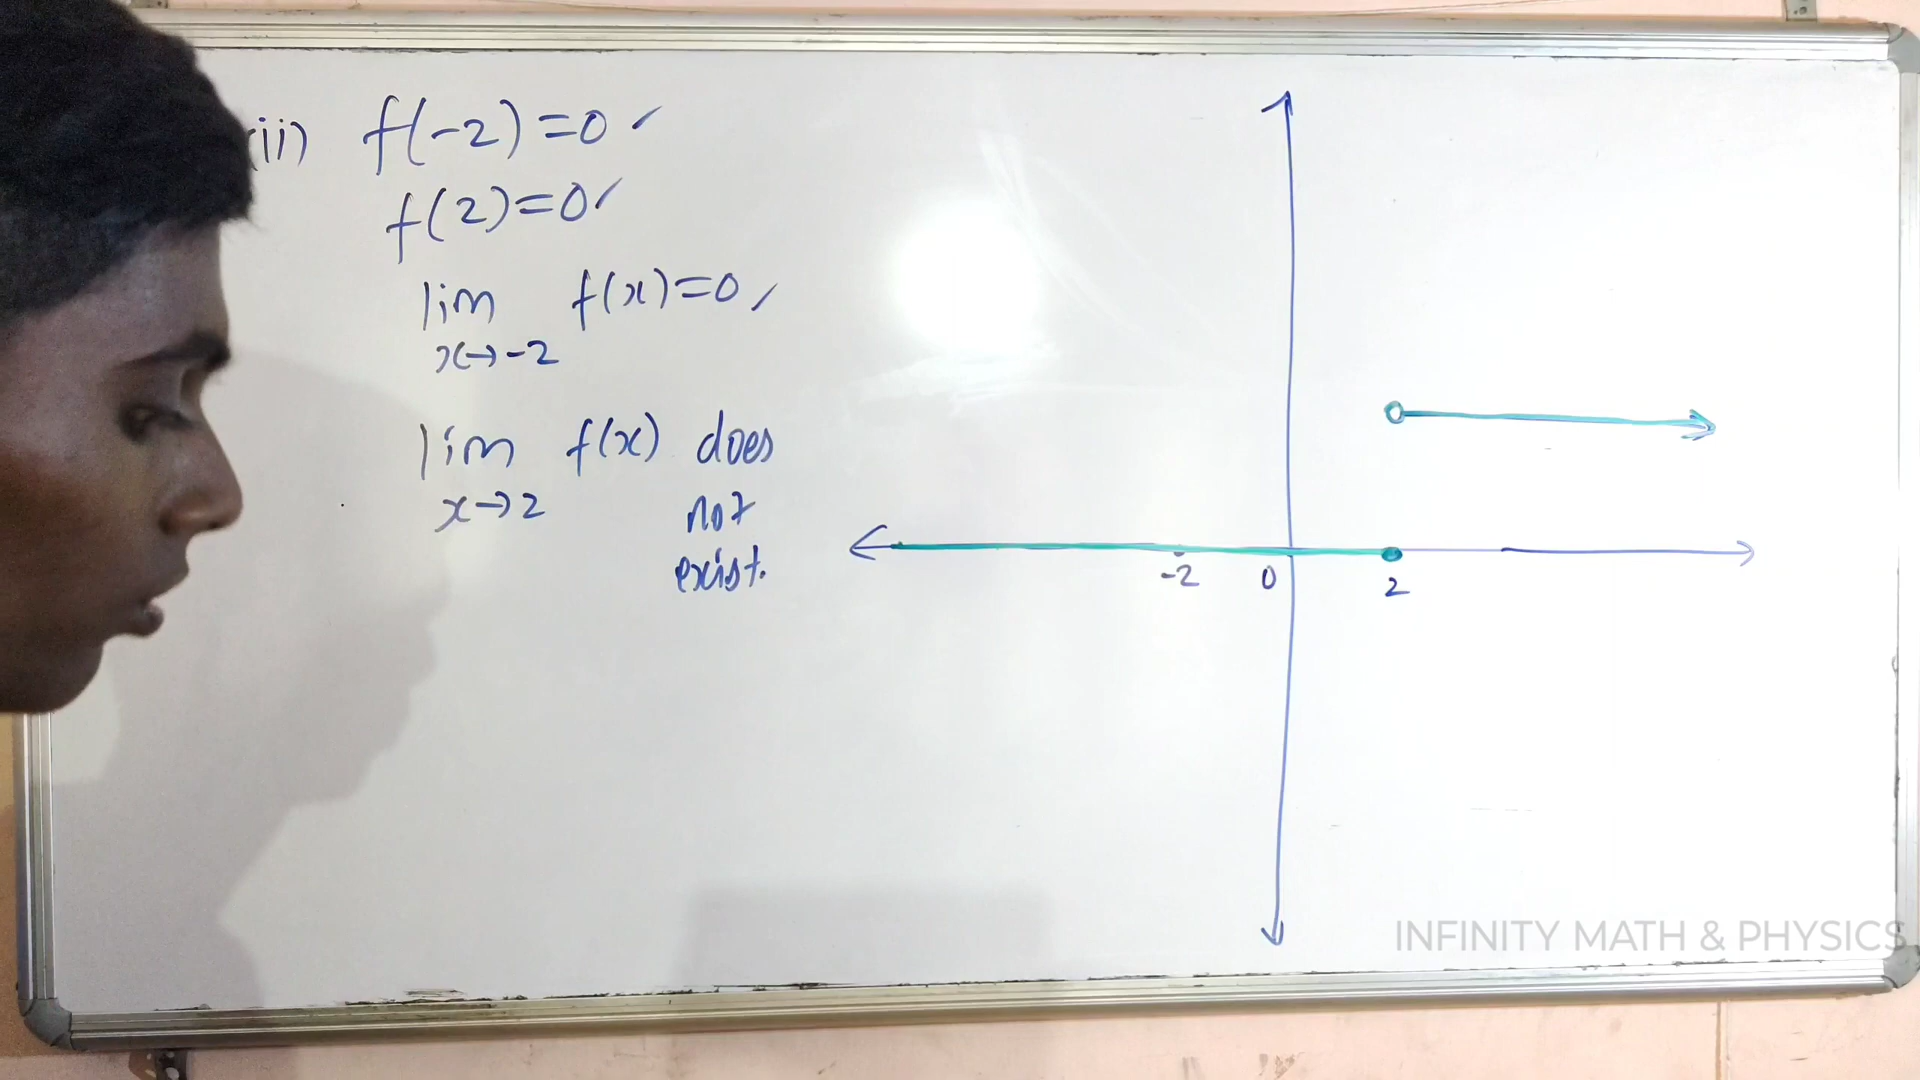 ii) f(-2)=0 ✓
f(2)=0✓
lim f(x)=0 ✓
x→-2
lim f(x) does
x→2 not
exist.
-2 0 2
INFINITY MATH & PHYSICS